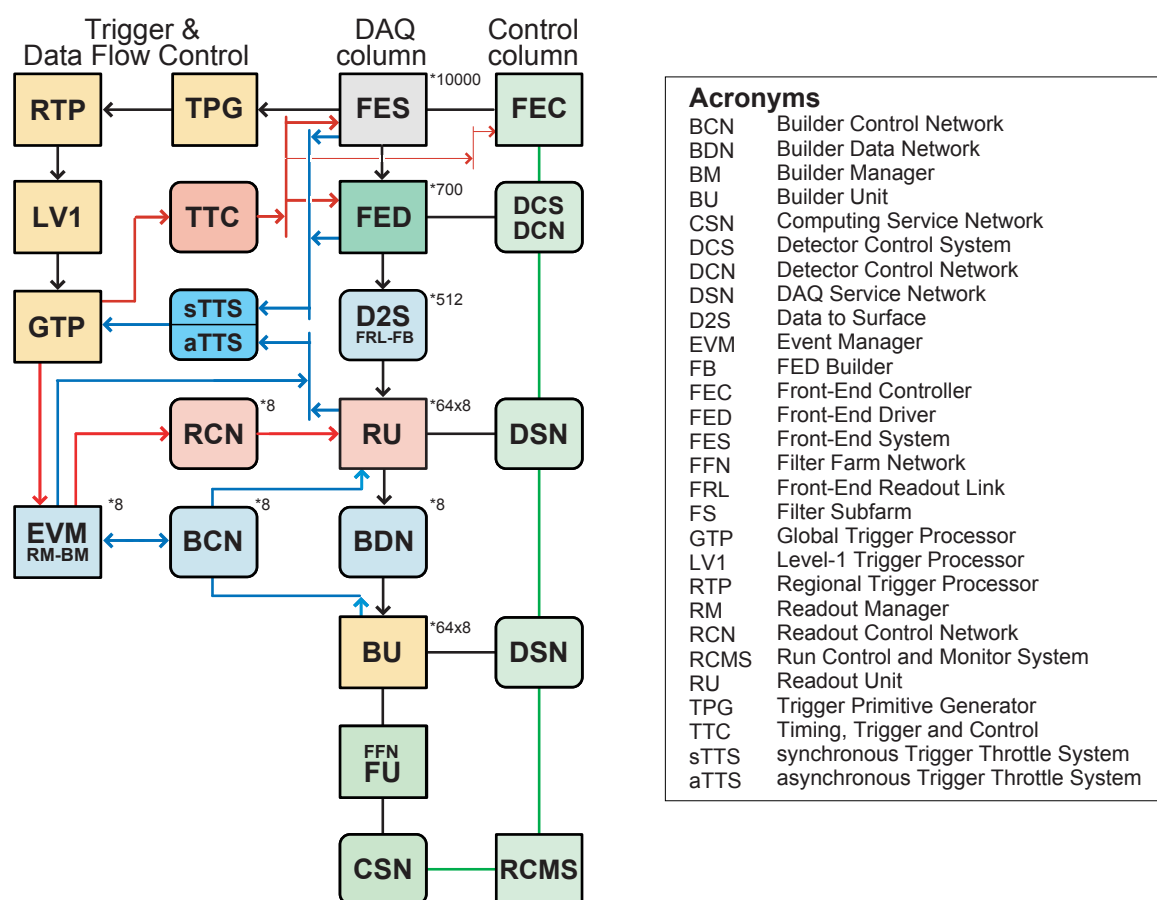 Trigger &
Data Flow Control
DAQ
column
Control
column
RTP
TPG
FES
*10000
FEC
LV1
TTC
FED
*700
DCS
DCN
GTP
sTTS
aTTS
D2S
FRL-FB
*512
RCN
*8
RU
*64x8
DSN
EVM
RM-BM
*8
BCN
*8
BDN
*8
BU
*64x8
DSN
FFN
FU
CSN
RCMS
Acronyms
BCN Builder Control Network
BDN Builder Data Network
BM Builder Manager
BU Builder Unit
CSN Computing Service Network
DCS Detector Control System
DCN Detector Control Network
DSN DAQ Service Network
D2S Data to Surface
EVM Event Manager
FB FED Builder
FEC Front-End Controller
FED Front-End Driver
FES Front-End System
FFN Filter Farm Network
FRL Front-End Readout Link
FS Filter Subfarm
GTP Global Trigger Processor
LV1 Level-1 Trigger Processor
RTP Regional Trigger Processor
RM Readout Manager
RCN Readout Control Network
RCMS Run Control and Monitor System
RU Readout Unit
TPG Trigger Primitive Generator
TTC Timing, Trigger and Control
sTTS synchronous Trigger Throttle System
aTTS asynchronous Trigger Throttle System